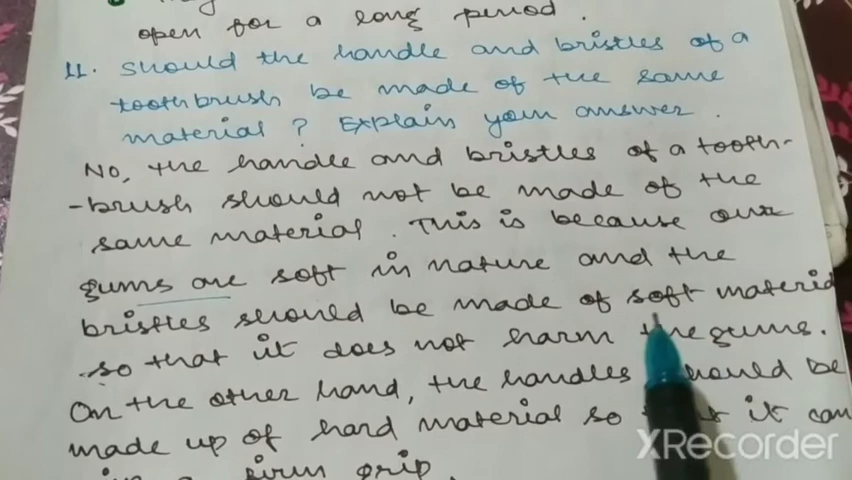 open for a long period.
11. Should the handle and bristles of a
toothbrush be made of the same
material? Explain your answer.
No, the handle and bristles of a tooth-
-brush should not be made of the
same material. This is because our
gums are soft in nature and the
bristles should be made of soft material
so that it does not harm the gums.
On the other hand, the handles should be
made up of hard material so it can
firm grip.
XRecorder